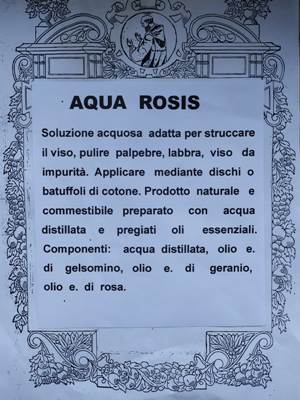 AQUA ROSIS
Soluzione acquosa adatta per struccare
il viso, pulire palpebre, labbra, viso da
impurità. Applicare mediante dischi o
batuffoli di cotone. Prodotto naturale e
commestibile preparato con acqua
distillata e pregiati oli essenziali.
Componenti: acqua distillata, olio e.
di gelsomino, olio e. di geranio,
olio e. di rosa.